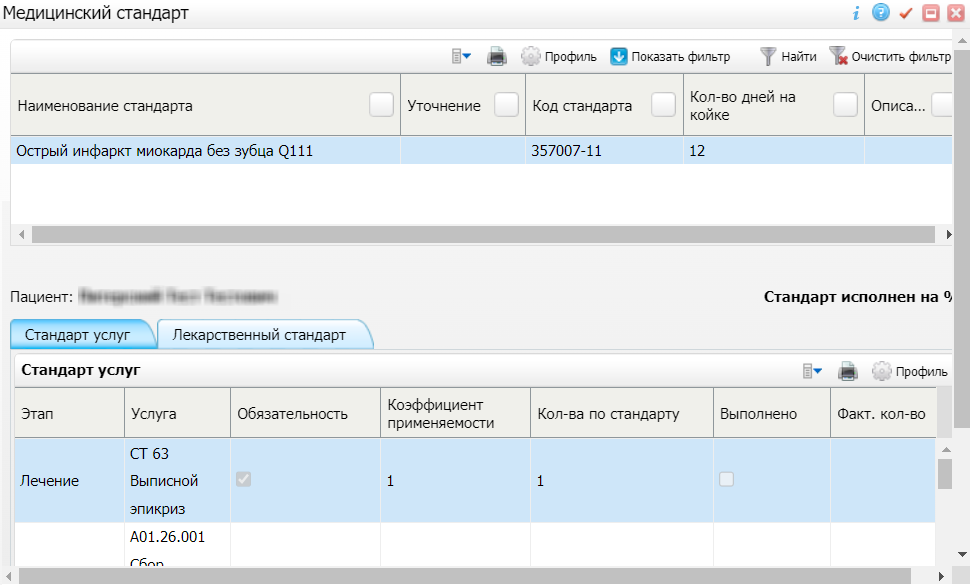 Медицинский стандарт
Профиль Показать фильтр Найти Очистить фильтр
Наименование стандарта Уточнение Код стандарта Кол-во дней на койке Описа...
Острый инфаркт миокарда без зубца Q111 357007-11 12
Пациент:
Стандарт исполнен на %
Стандарт услуг Лекарственный стандарт
Стандарт услуг Профиль
Этап Услуга Обязательность Коэффициент применяемости Кол-ва по стандарту Выполнено Факт. кол-во
Лечение СТ 63 Выписной эпикриз 1 1
A01.26.001
Сбор